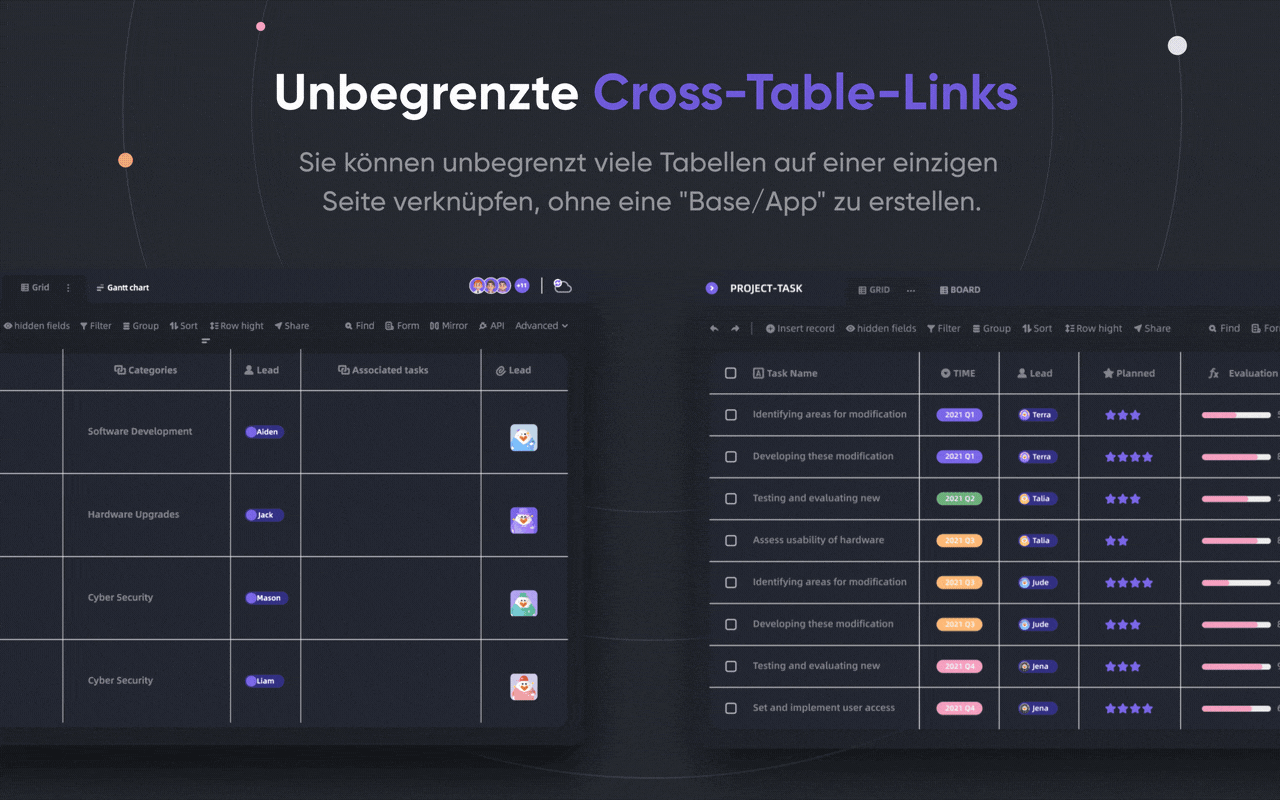 Unbegrenzte Cross-Table-Links
Sie können unbegrenzt viele Tabellen auf einer einzigen
Seite verknüpfen, ohne eine "Base/App" zu erstellen.
Grid
Gantt chart
+11
hidden fields Filter Group Sort Row hight Share Find Form Mirror API Advanced
Categories Lead Associated tasks Lead
Software Development Aiden
Hardware Upgrades Jack
Cyber Security Mason
Cyber Security Liam
PROJECT-TASK GRID ... BOARD
Insert record hidden fields Filter Group Sort Row hight Share Find
Task Name TIME Lead Planned Evaluation
Identifying areas for modification 2021 Q1 Terra
Developing these modification 2021 Q1 Terra
Testing and evaluating new 2021 Q2 Talia
Assess usability of hardware 2021 Q3 Talia
Identifying areas for modification 2021 Q3 Jude
Developing these modification 2021 Q3 Jude
Testing and evaluating new 2021 Q4 Jena
Set and implement user access 2021 Q4 Jena